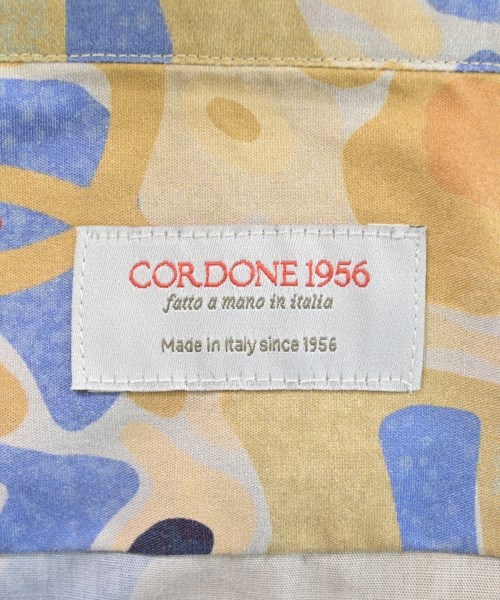 CORDONE 1956
fatto a mano in italia
Made in Italy since 1956